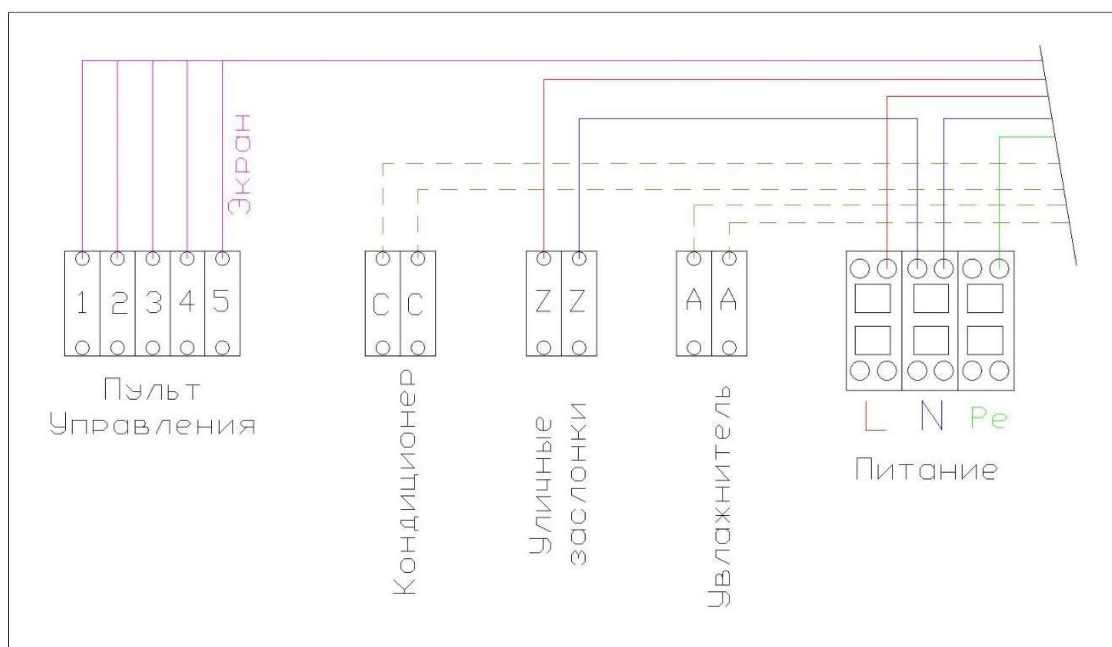 Экран
1 2 3 4 5
Пульт
Управления
C C
Кондиционер
Z Z
Уличные
заслонки
A A
Увлажнитель
L N Pe
Питание